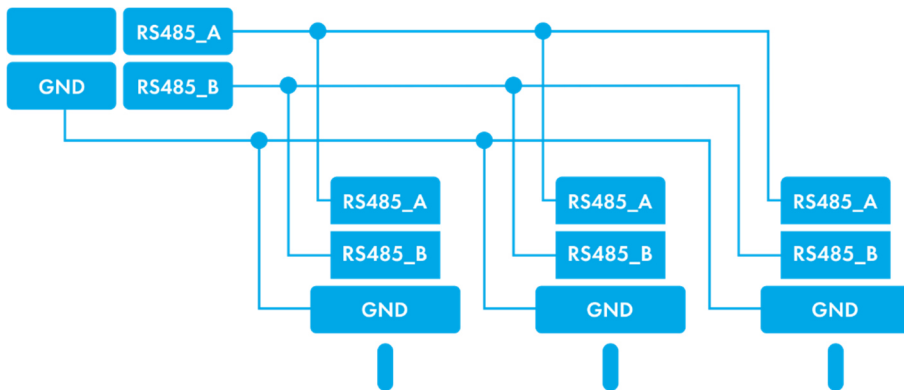 RS485_A
GND RS485_B
RS485_A RS485_A RS485_A
RS485_B RS485_B RS485_B
GND GND GND